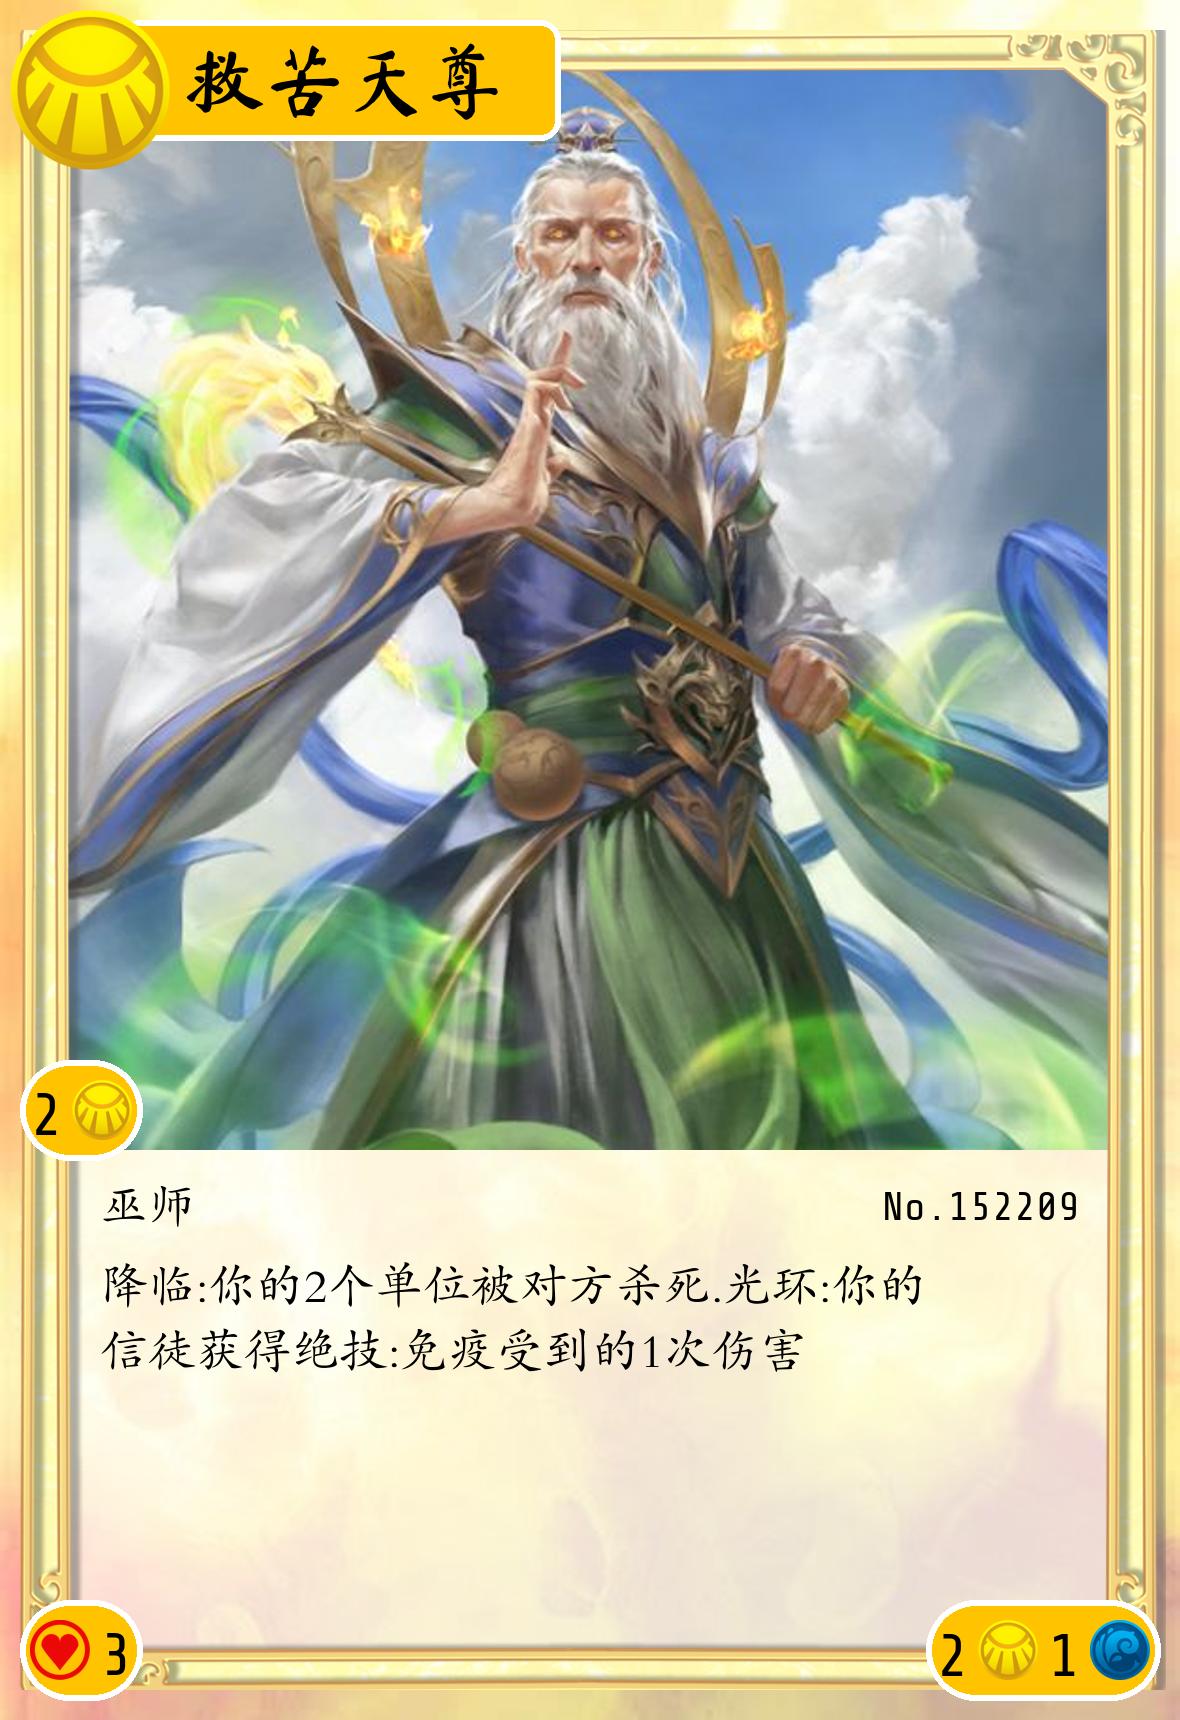 救苦天尊
2
巫师
No.152209
降临:你的2个单位被对方杀死.光环:你的
信徒获得绝技:免疫受到的1次伤害
3
2 1